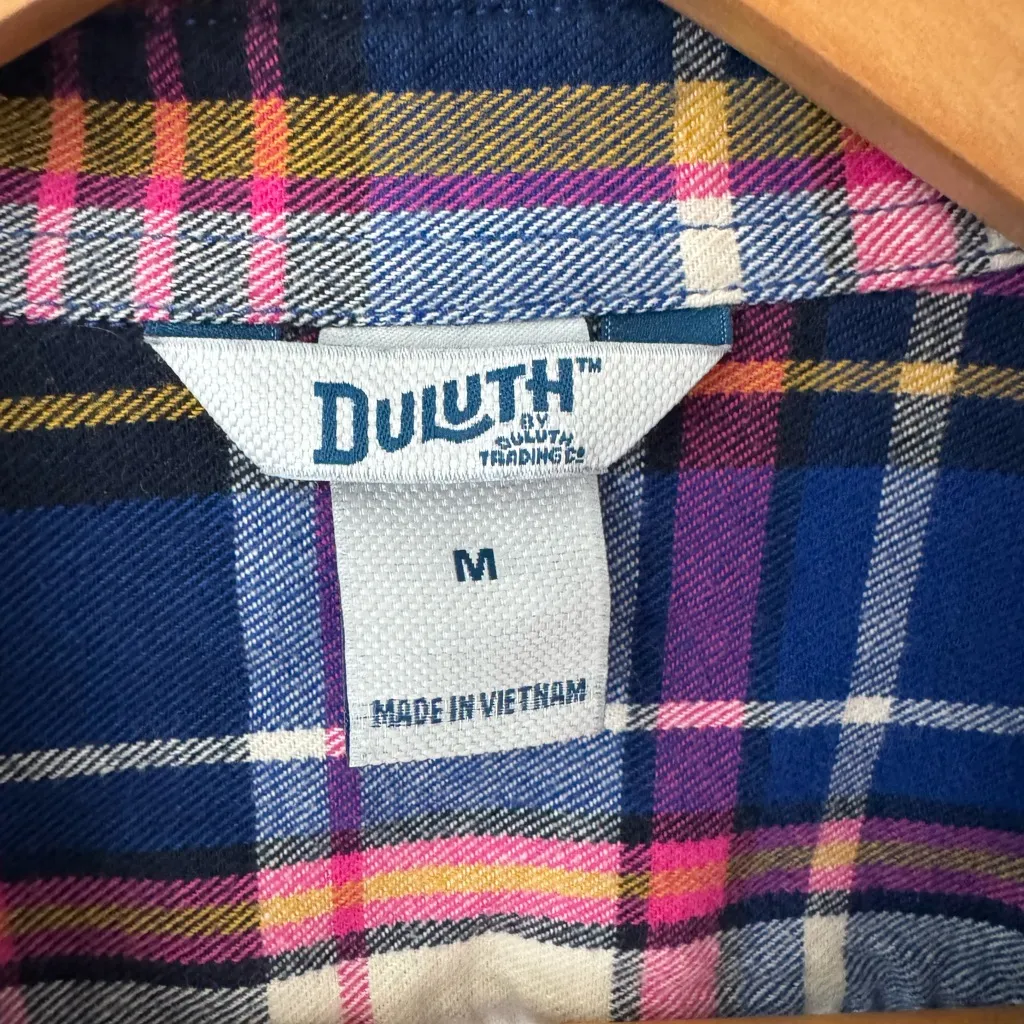 DULUTH™
BY
DULUTH
TRADING Co
M
MADE IN VIETNAM